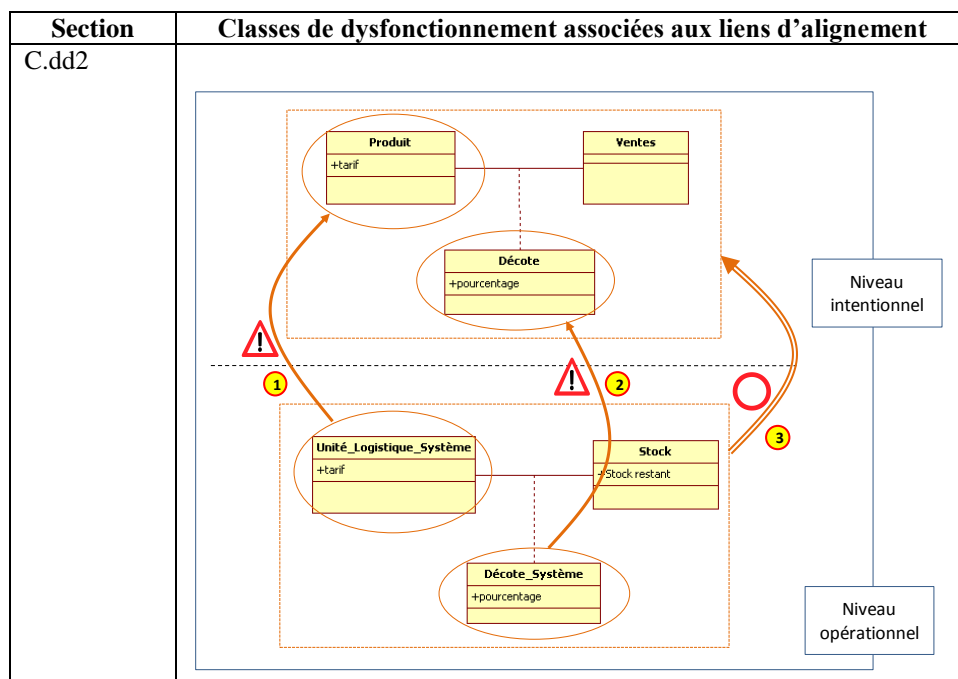 Section
Classes de dysfonctionnement associées aux liens d'alignement
C.dd2
Produit
+tarif
Ventes
Décote
+pourcentage
Niveau
intentionnel
1
2
3
Unité_Logistique_Système
+tarif
Stock
+Stock restant
Décote_Système
+pourcentage
Niveau
opérationnel